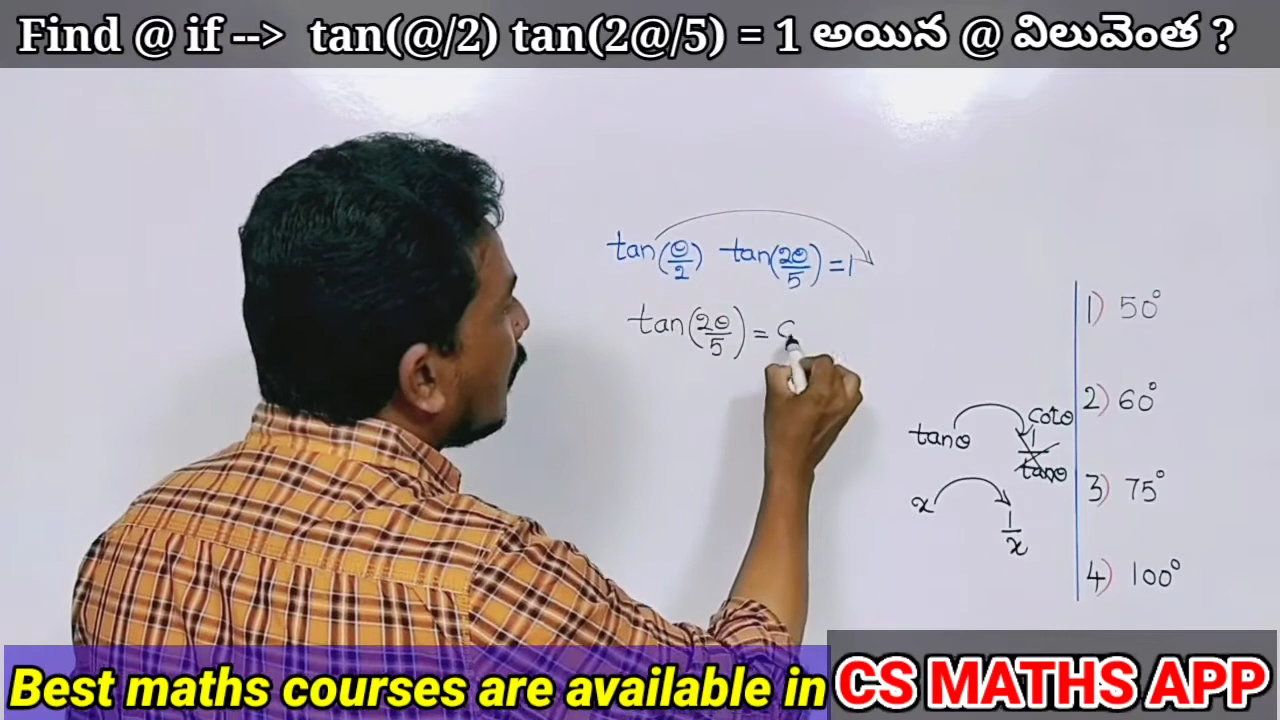 Find @ if --> tan(@/2) tan(2@/5) = 1 అయిన @ విలువెంత ?
tan(θ/2) tan(2θ/5) = 1
tan(2θ/5) = c
tanθ
cotθ
1/tanθ
x
1/x
1) 50°
2) 60°
3) 75°
4) 100°
Best maths courses are available in CS MATHS APP